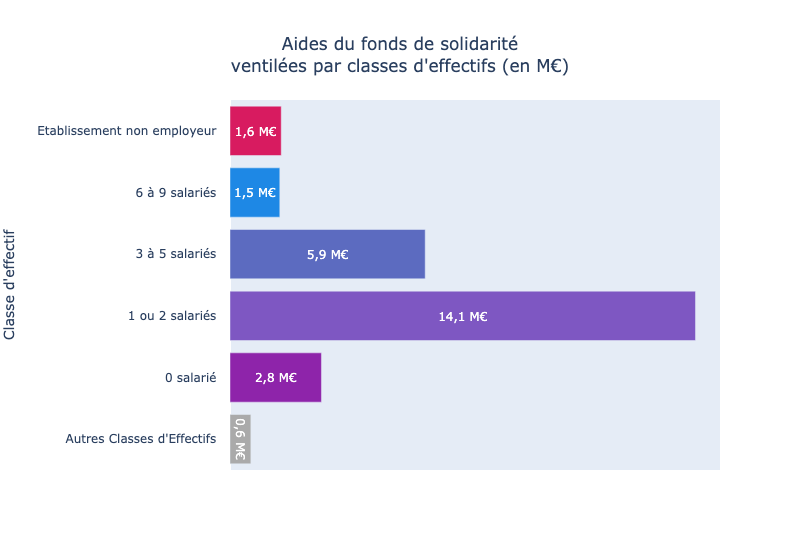 Aides du fonds de solidarité
ventilées par classes d'effectifs (en M€)
Classe d'effectif
Etablissement non employeur
1,6 M€
6 à 9 salariés
1,5 M€
3 à 5 salariés
5,9 M€
1 ou 2 salariés
14,1 M€
0 salarié
2,8 M€
Autres Classes d'Effectifs
0,6 M€